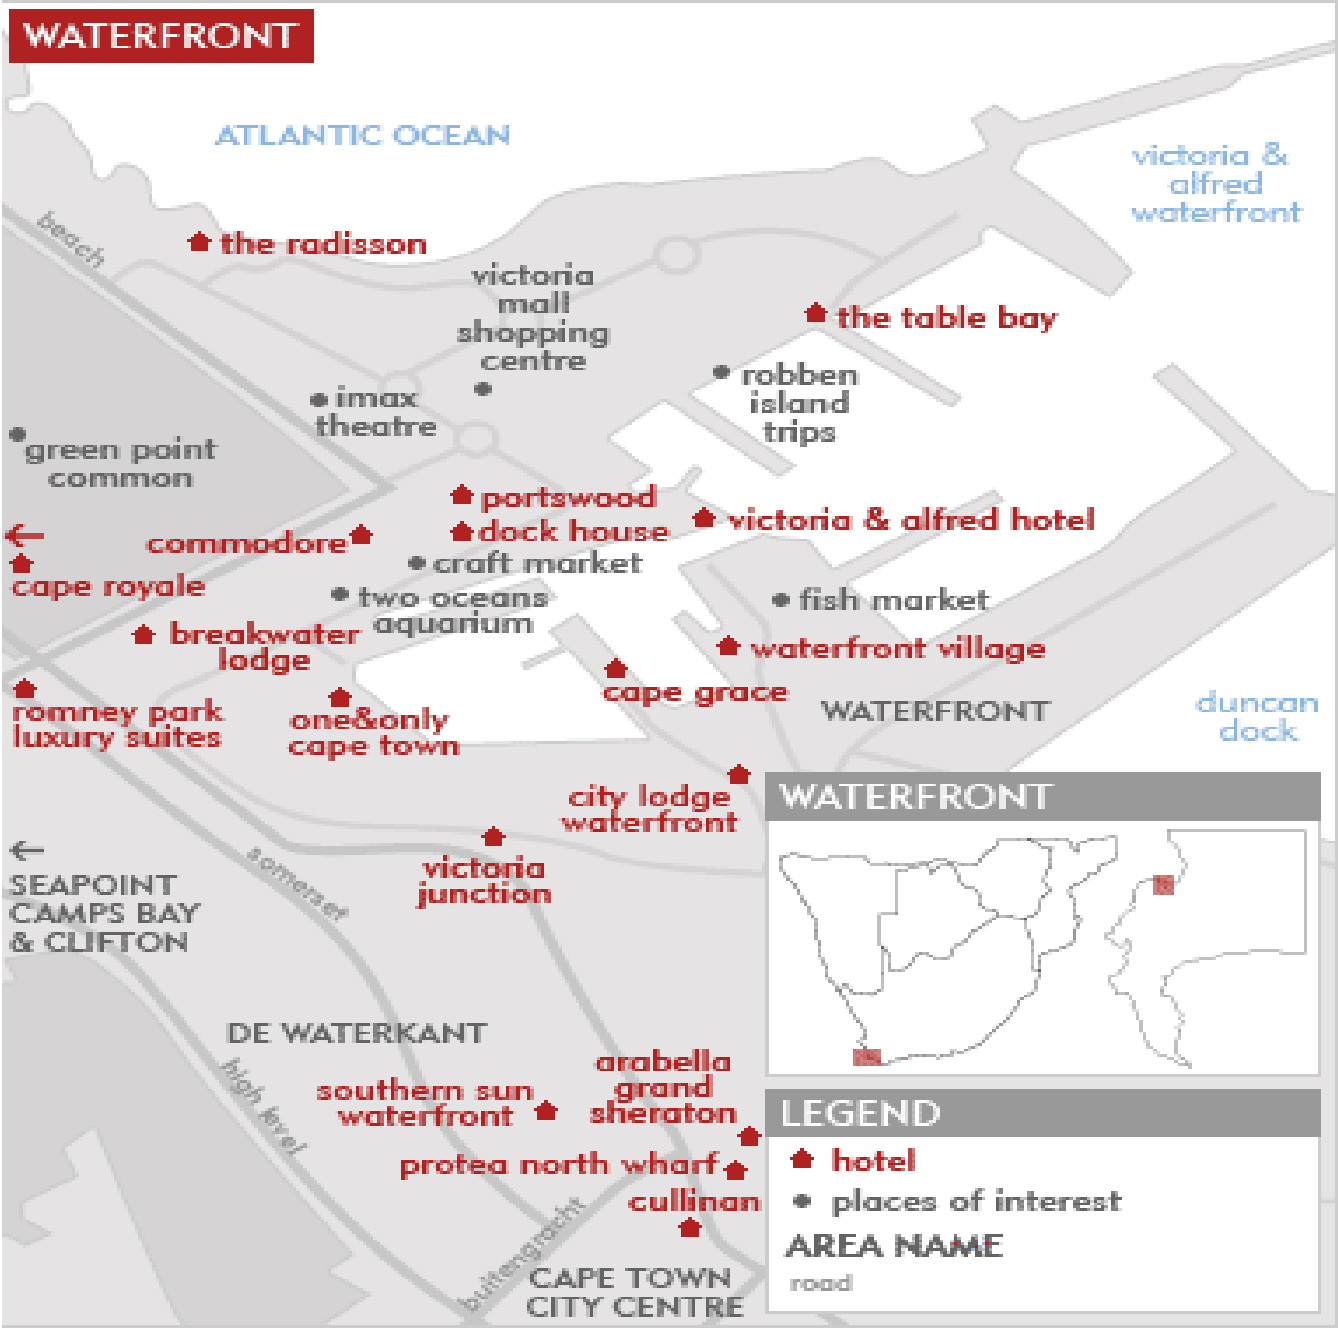 WATERFRONT
ATLANTIC OCEAN
victoria &
alfred
waterfront
beach
the radisson
victoria
mall
shopping
centre
the table bay
robben
island
trips
imax
theatre
green point
common
portswood
victoria & alfred hotel
dock house
commodore
craft market
cape royale
two oceans
aquarium
fish market
breakwater
lodge
waterfront village
cape grace
romney park
luxury suites
one&only
cape town
WATERFRONT
duncan
dock
city lodge
waterfront
victoria
junction
somerset
SEAPOINT
CAMPS BAY
& CLIFTON
DE WATERKANT
high level
southern sun
waterfront
arabella
grand
sheraton
protea north wharf
cullinan
buitengracht
CAPE TOWN
CITY CENTRE
WATERFRONT
LEGEND
hotel
places of interest
AREA NAME
road